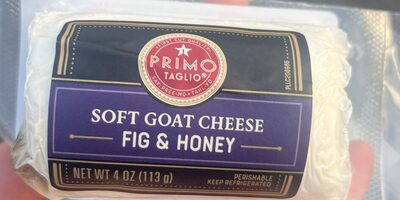 PRIMO
TAGLIO®
SOFT GOAT CHEESE
FIG & HONEY
NET WT 4 OZ (113 g)
PERISHABLE
KEEP REFRIGERATED